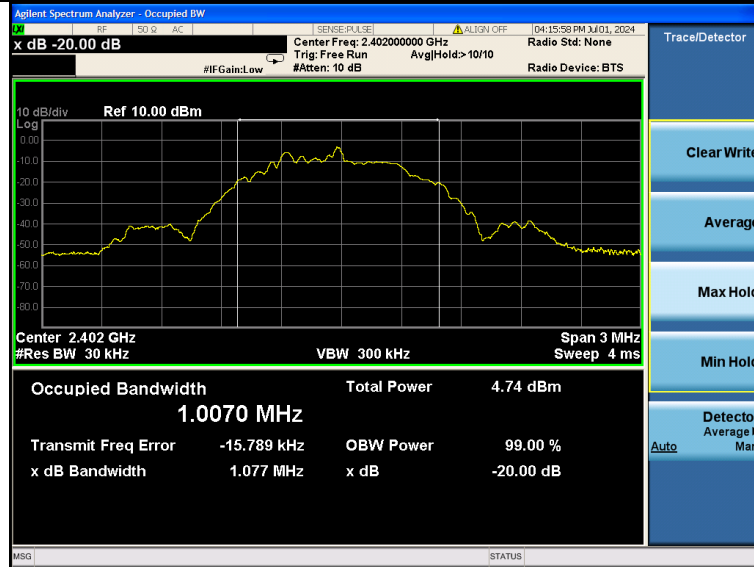 Agilent Spectrum Analyzer - Occupied BW
LXI RF 50 Ω AC SENSE:PULSE ALIGN OFF 04:15:58 PM Jul 01, 2024
x dB -20.00 dB
Center Freq: 2.402000000 GHz Radio Std: None
Trig: Free Run Avg|Hold:>10/10
#IFGain:Low #Atten: 10 dB Radio Device: BTS
Trace/Detector
10 dB/div Ref 10.00 dBm
Log
0.00
-10.0
-20.0
-30.0
-40.0
-50.0
-60.0
-70.0
-80.0
Center 2.402 GHz Span 3 MHz
#Res BW 30 kHz VBW 300 kHz Sweep 4 ms
Occupied Bandwidth Total Power 4.74 dBm
1.0070 MHz
Transmit Freq Error -15.789 kHz OBW Power 99.00 %
x dB Bandwidth 1.077 MHz x dB -20.00 dB
Clear Write
Average
Max Hold
Min Hold
Detecto
Average
Auto Man
MSG STATUS